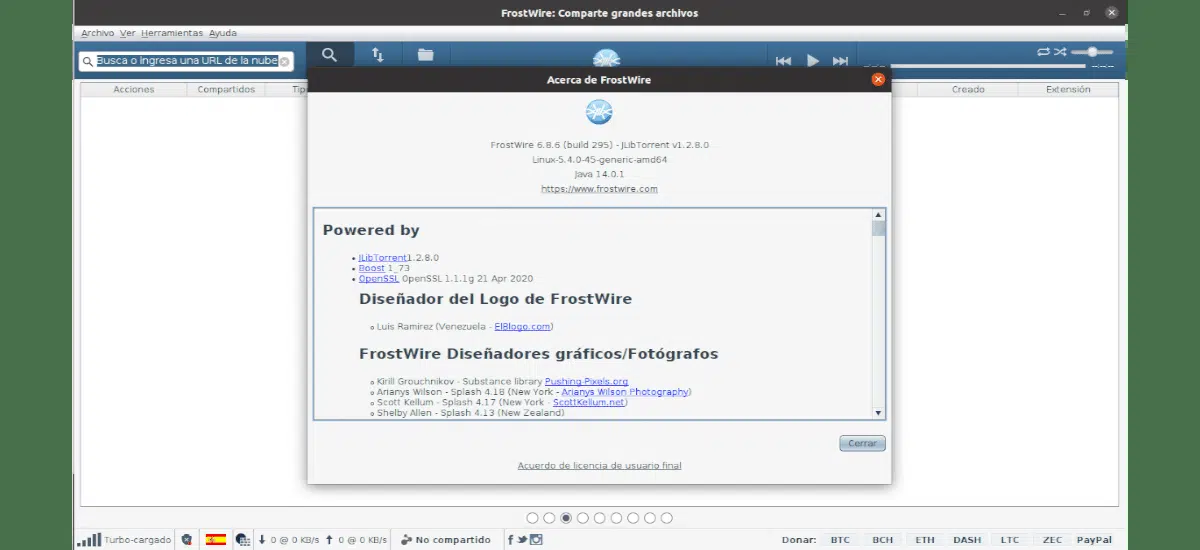 FrostWire: Comparte grandes archivos
Archivo Ver Herramientas Ayuda
Busca o ingresa una URL de la nube
Acciones Compartidos Creado Extensión
Acerca de FrostWire
FrostWire 6.8.6 (build 295) - JLibTorrent v1.2.8.0
Linux-5.4.0-45-generic-amd64
Java 14.0.1
https://www.frostwire.com
Powered by
• JLibTorrent1.2.8.0
• Boost 1_73
• OpenSSL OpenSSL 1.1.1g 21 Apr 2020
Diseñador del Logo de FrostWire
Luis Ramirez (Venezuela - ElBlogo.com)
FrostWire Diseñadores gráficos/Fotógrafos
Kirill Grouchnikov - Substance library Pushing-Pixels.org
Arianys Wilson - Splash 4.18 (New York - Arianys Wilson Photography)
Scott Kellum - Splash 4.17 (New York - ScottKellum.net)
Shelby Allen - Splash 4.13 (New Zealand)
Cerrar
Acuerdo de licencia de usuario final
Turbo-cargado 0 @ 0 KB/s 0 @ 0 KB/s No compartido Donar: BTC BCH ETH DASH LTC ZEC PayPal